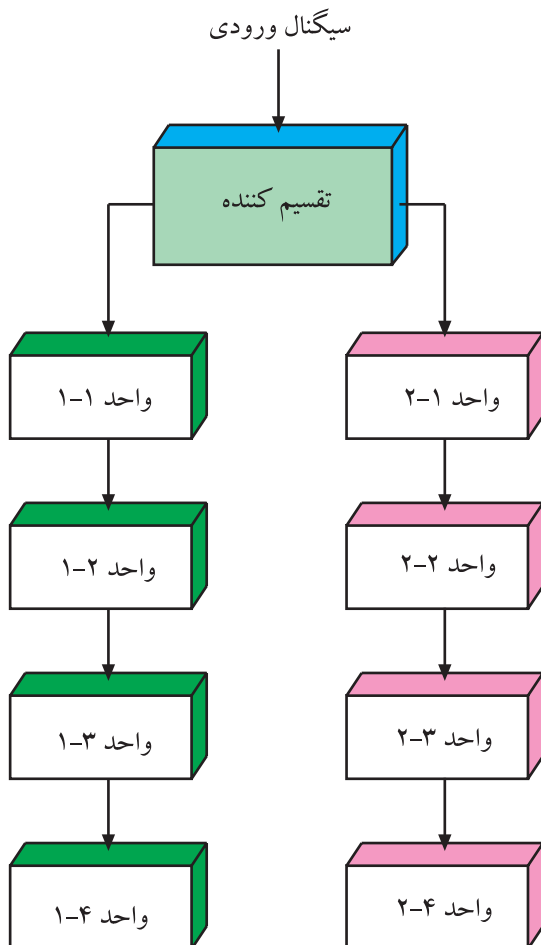 سیگنال ورودی
تقسیم کننده
واحد ۲-۱
واحد ۱-۱
واحد ۲-۲
واحد ۱-۲
واحد ۲-۳
واحد ۱-۳
واحد ۲-۴
واحد ۱-۴